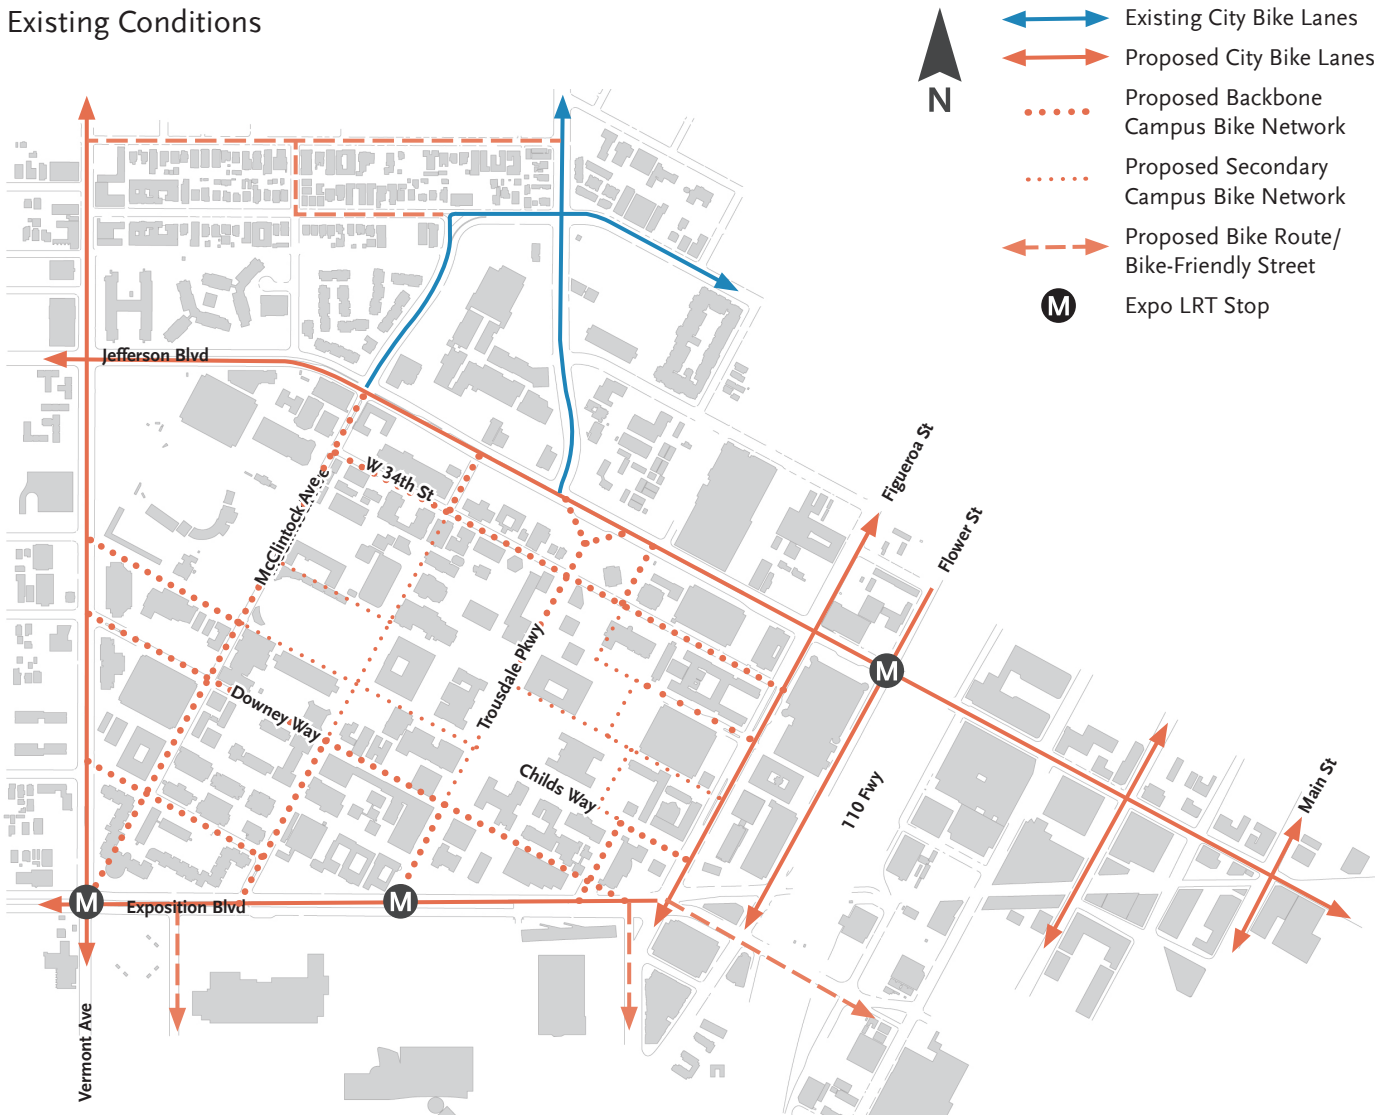 Existing Conditions
N
Existing City Bike Lanes
Proposed City Bike Lanes
Proposed Backbone
Campus Bike Network
Proposed Secondary
Campus Bike Network
Proposed Bike Route/
Bike-Friendly Street
M
Expo LRT Stop
Jefferson Blvd
Figueroa St
W 34th St
McClintock Ave
Flower St
Trousdale Pkwy
M
Downey Way
Childs Way
110 Fwy
Main St
M
Exposition Blvd
M
Vermont Ave